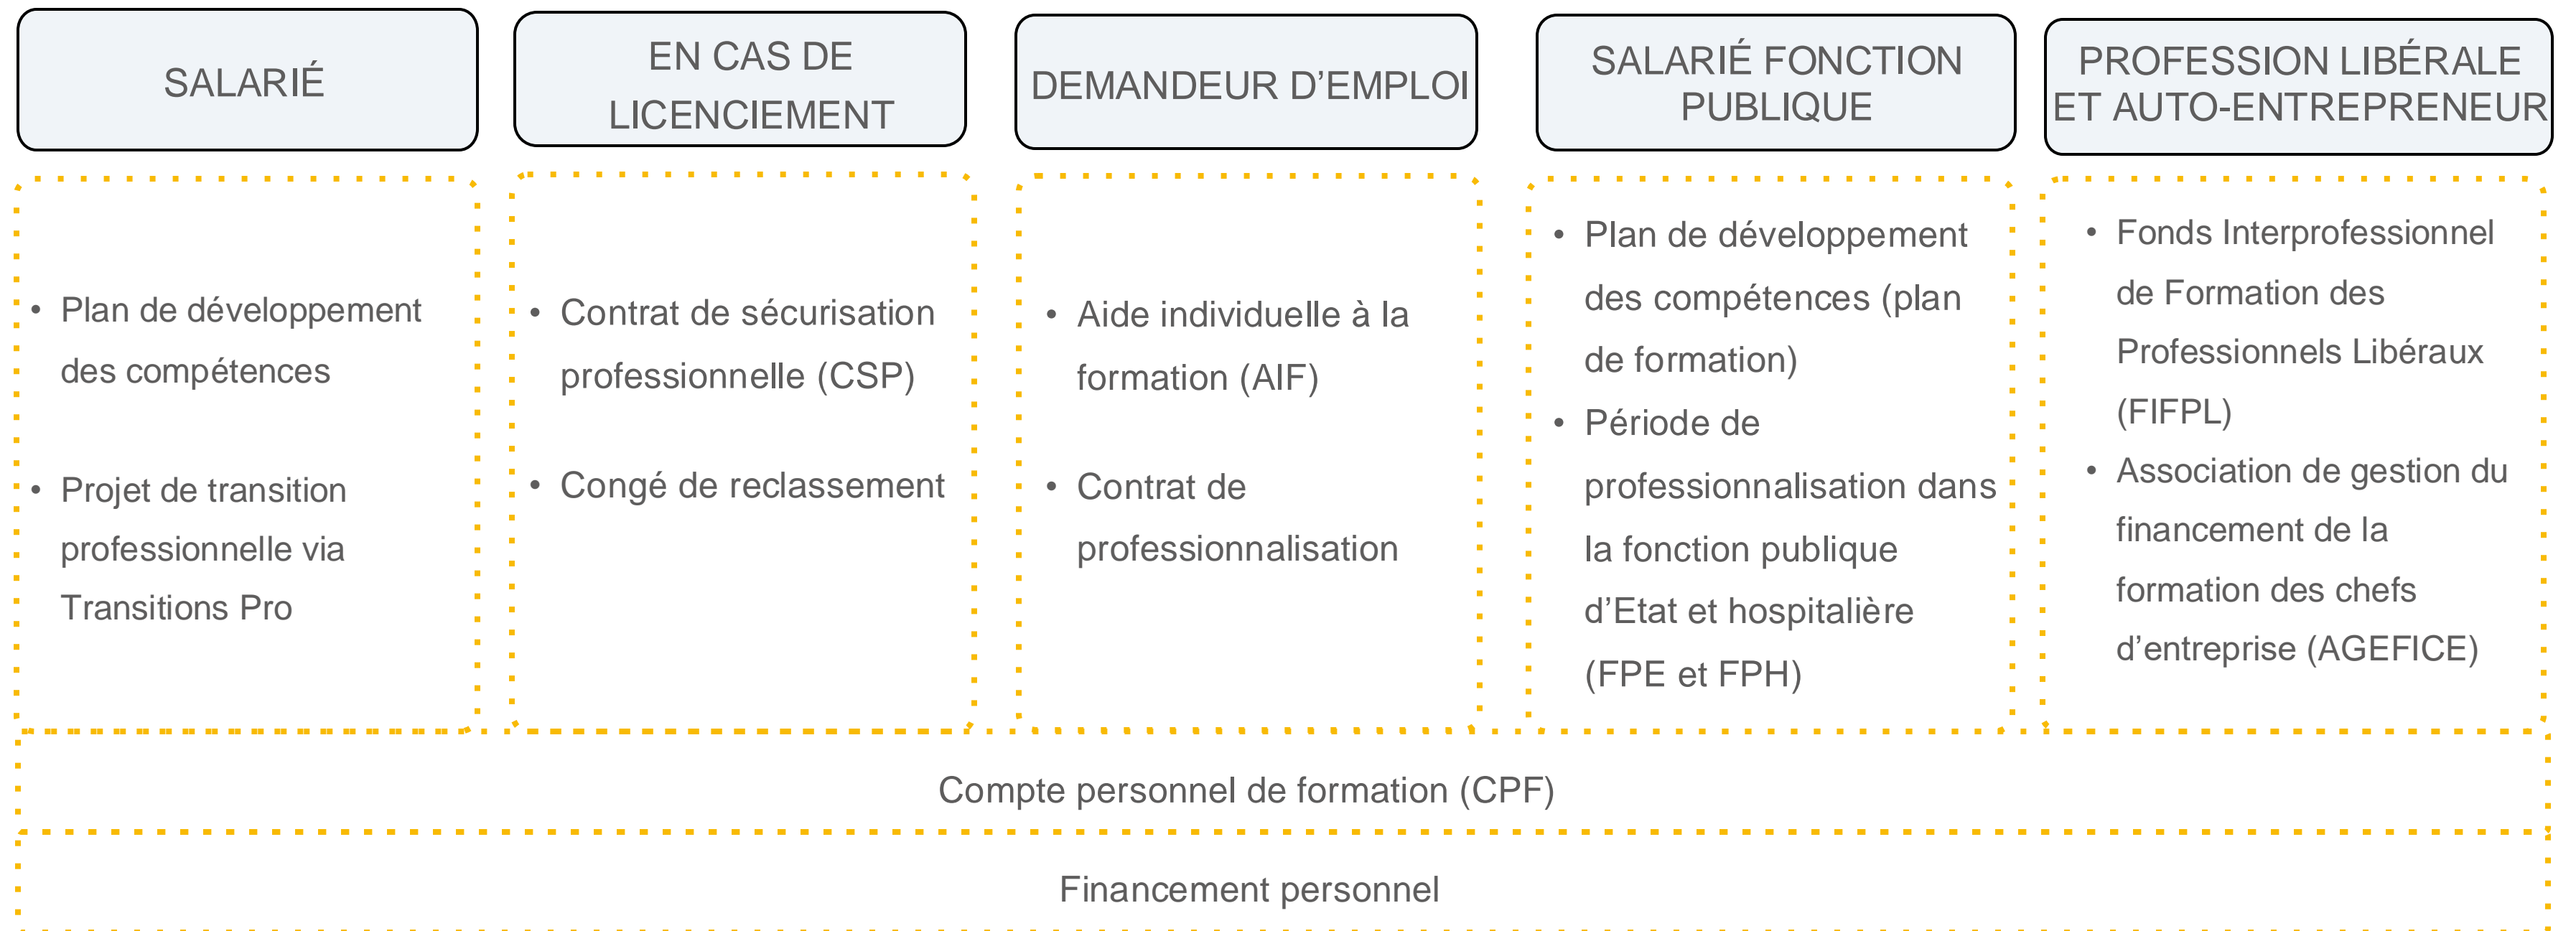 SALARIÉ
EN CAS DE
LICENCIEMENT
DEMANDEUR D’EMPLOI
SALARIÉ FONCTION
PUBLIQUE
PROFESSION LIBÉRALE
ET AUTO-ENTREPRENEUR
• Plan de développement
des compétences
• Projet de transition
professionnelle via
Transitions Pro
• Contrat de sécurisation
professionnelle (CSP)
• Congé de reclassement
• Aide individuelle à la
formation (AIF)
• Contrat de
professionnalisation
• Plan de développement
des compétences (plan
de formation)
• Période de
professionnalisation dans
la fonction publique
d’Etat et hospitalière
(FPE et FPH)
• Fonds Interprofessionnel
de Formation des
Professionnels Libéraux
(FIFPL)
• Association de gestion du
financement de la
formation des chefs
d’entreprise (AGEFICE)
Compte personnel de formation (CPF)
Financement personnel